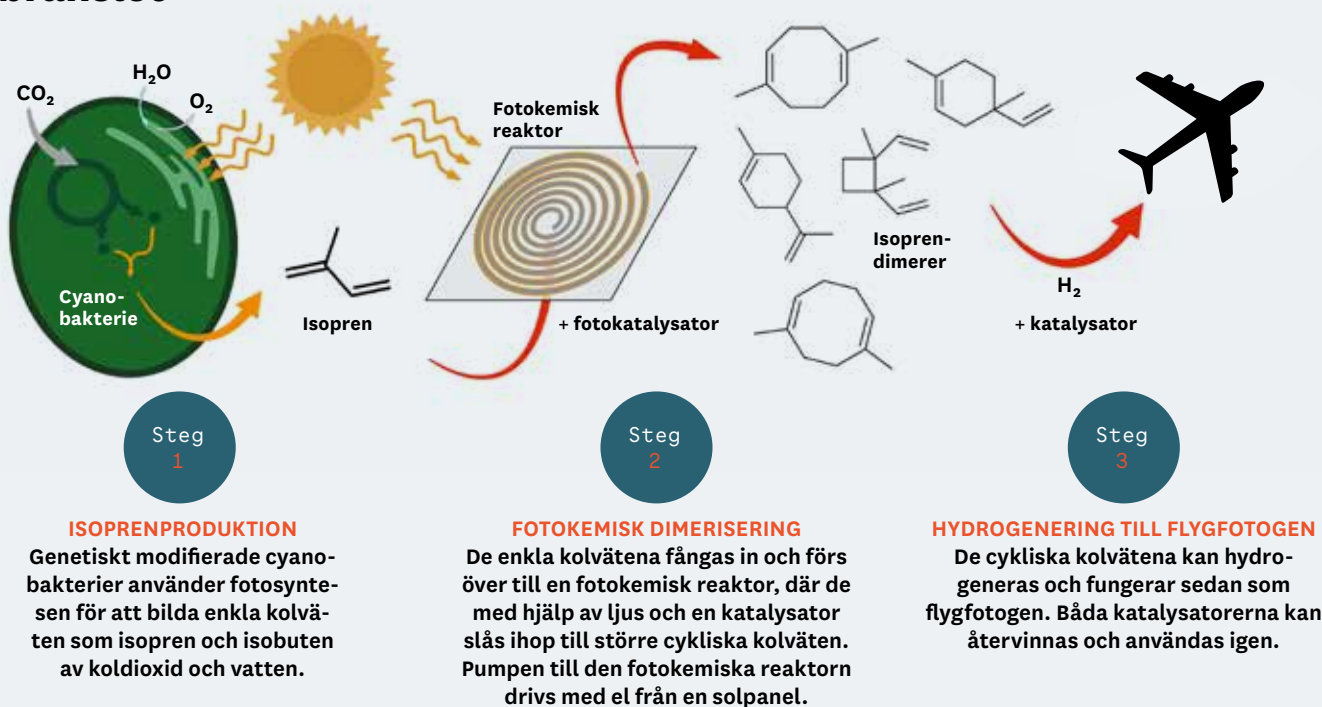 CO₂
H₂O
O₂
Cyano-
bakterie
Isopren
Fotokemisk
reaktor
+ fotokatalysator
Isopren-
dimerer
H₂
+ katalysator
Steg
1
ISOPRENPRODUKTION
Genetiskt modifierade cyano-
bakterier använder fotosynte-
sen för att bilda enkla kolvä-
ten som isopren och isobuten
av koldioxid och vatten.
Steg
2
FOTOKEMISK DIMERISERING
De enkla kolvätena fångas in och förs
över till en fotokemisk reaktor, där de
med hjälp av ljus och en katalysator
slås ihop till större cykliska kolväten.
Pumpen till den fotokemiska reaktorn
drivs med el från en solpanel.
Steg
3
HYDROGENERING TILL FLYGFOTOGEN
De cykliska kolvätena kan hydro-
generas och fungerar sedan som
flygfotogen. Båda katalysatorerna kan
återvinnas och användas igen.